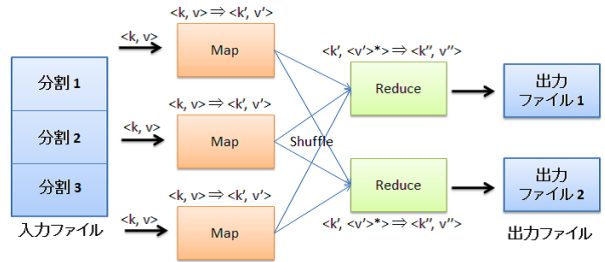 <k, v> ⇒ <k', v'>
<k, v>
Map
分割 1
<k', <v'>*> ⇒ <k'', v''>
Reduce
出力
ファイル 1
<k, v> ⇒ <k', v'>
<k, v>
Map
分割 2
Shuffle
分割 3
Reduce
出力
ファイル 2
<k, v> ⇒ <k', v'>
<k, v>
Map
<k', <v'>*> ⇒ <k'', v''>
入力ファイル
出力ファイル